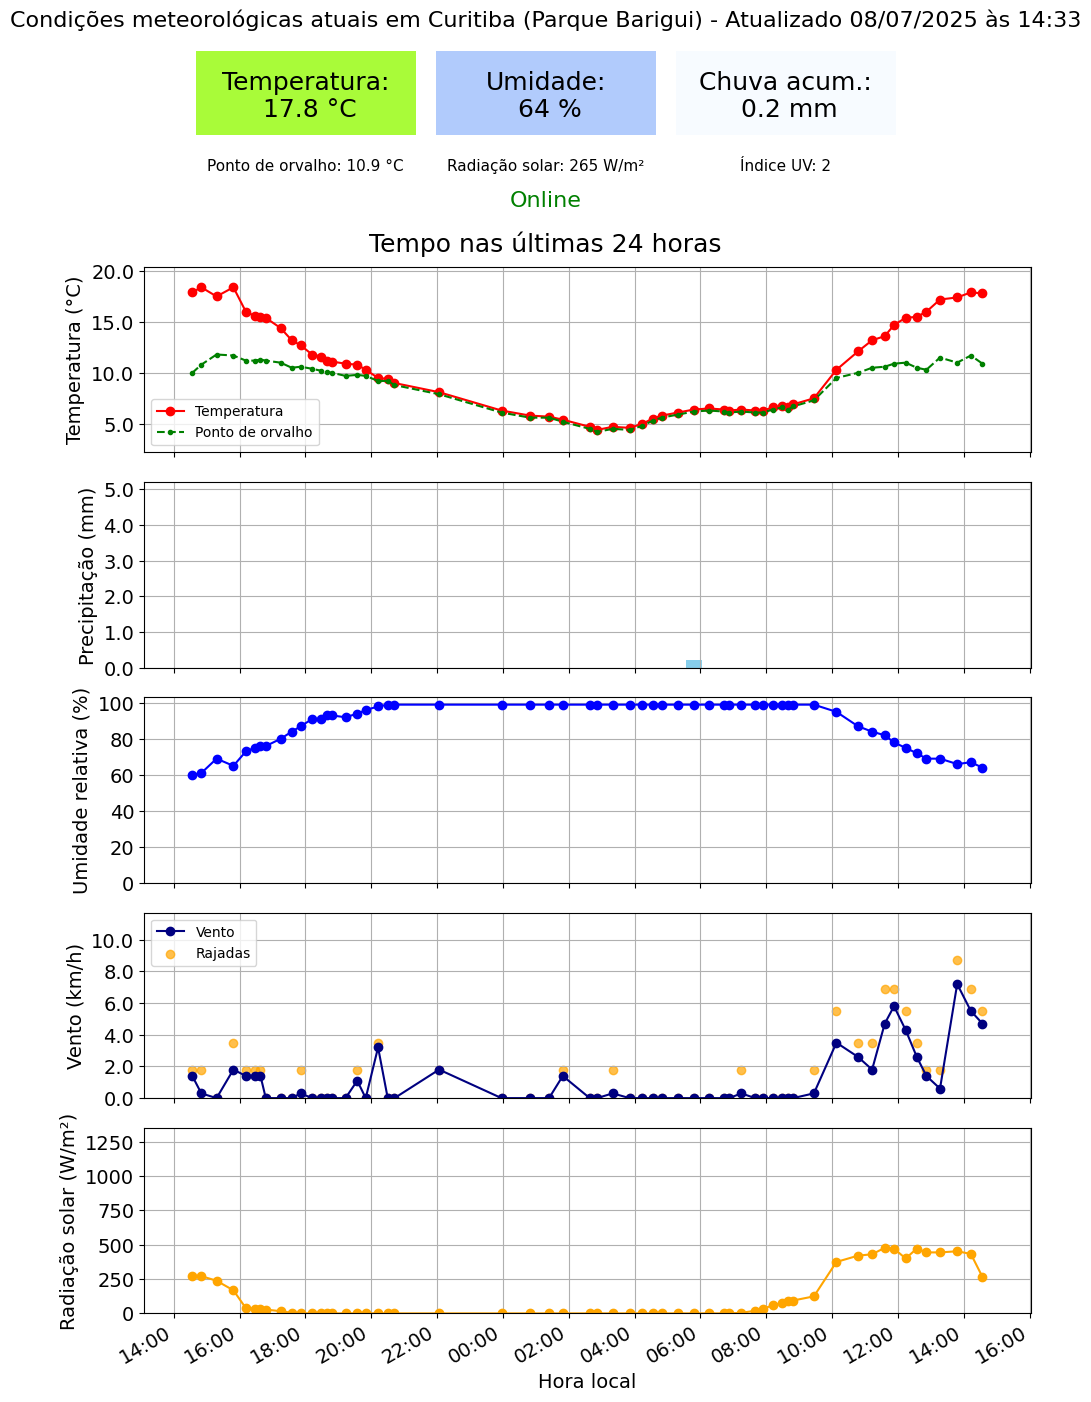 Condições meteorológicas atuais em Curitiba (Parque Barigui) - Atualizado 08/07/2025 às 14:33
Temperatura:
17.8 °C
Umidade:
64 %
Chuva acum.:
0.2 mm
Ponto de orvalho: 10.9 °C
Radiação solar: 265 W/m²
Índice UV: 2
Online
Tempo nas últimas 24 horas
Temperatura (°C)
20.0
15.0
10.0
5.0
Temperatura
Ponto de orvalho
Precipitação (mm)
5.0
4.0
3.0
2.0
1.0
0.0
Umidade relativa (%)
100
80
60
40
20
0
Vento (km/h)
10.0
8.0
6.0
4.0
2.0
0.0
Vento
Rajadas
Radiação solar (W/m²)
1250
1000
750
500
250
0
14:00
16:00
18:00
20:00
22:00
00:00
02:00
04:00
06:00
08:00
10:00
12:00
14:00
16:00
Hora local